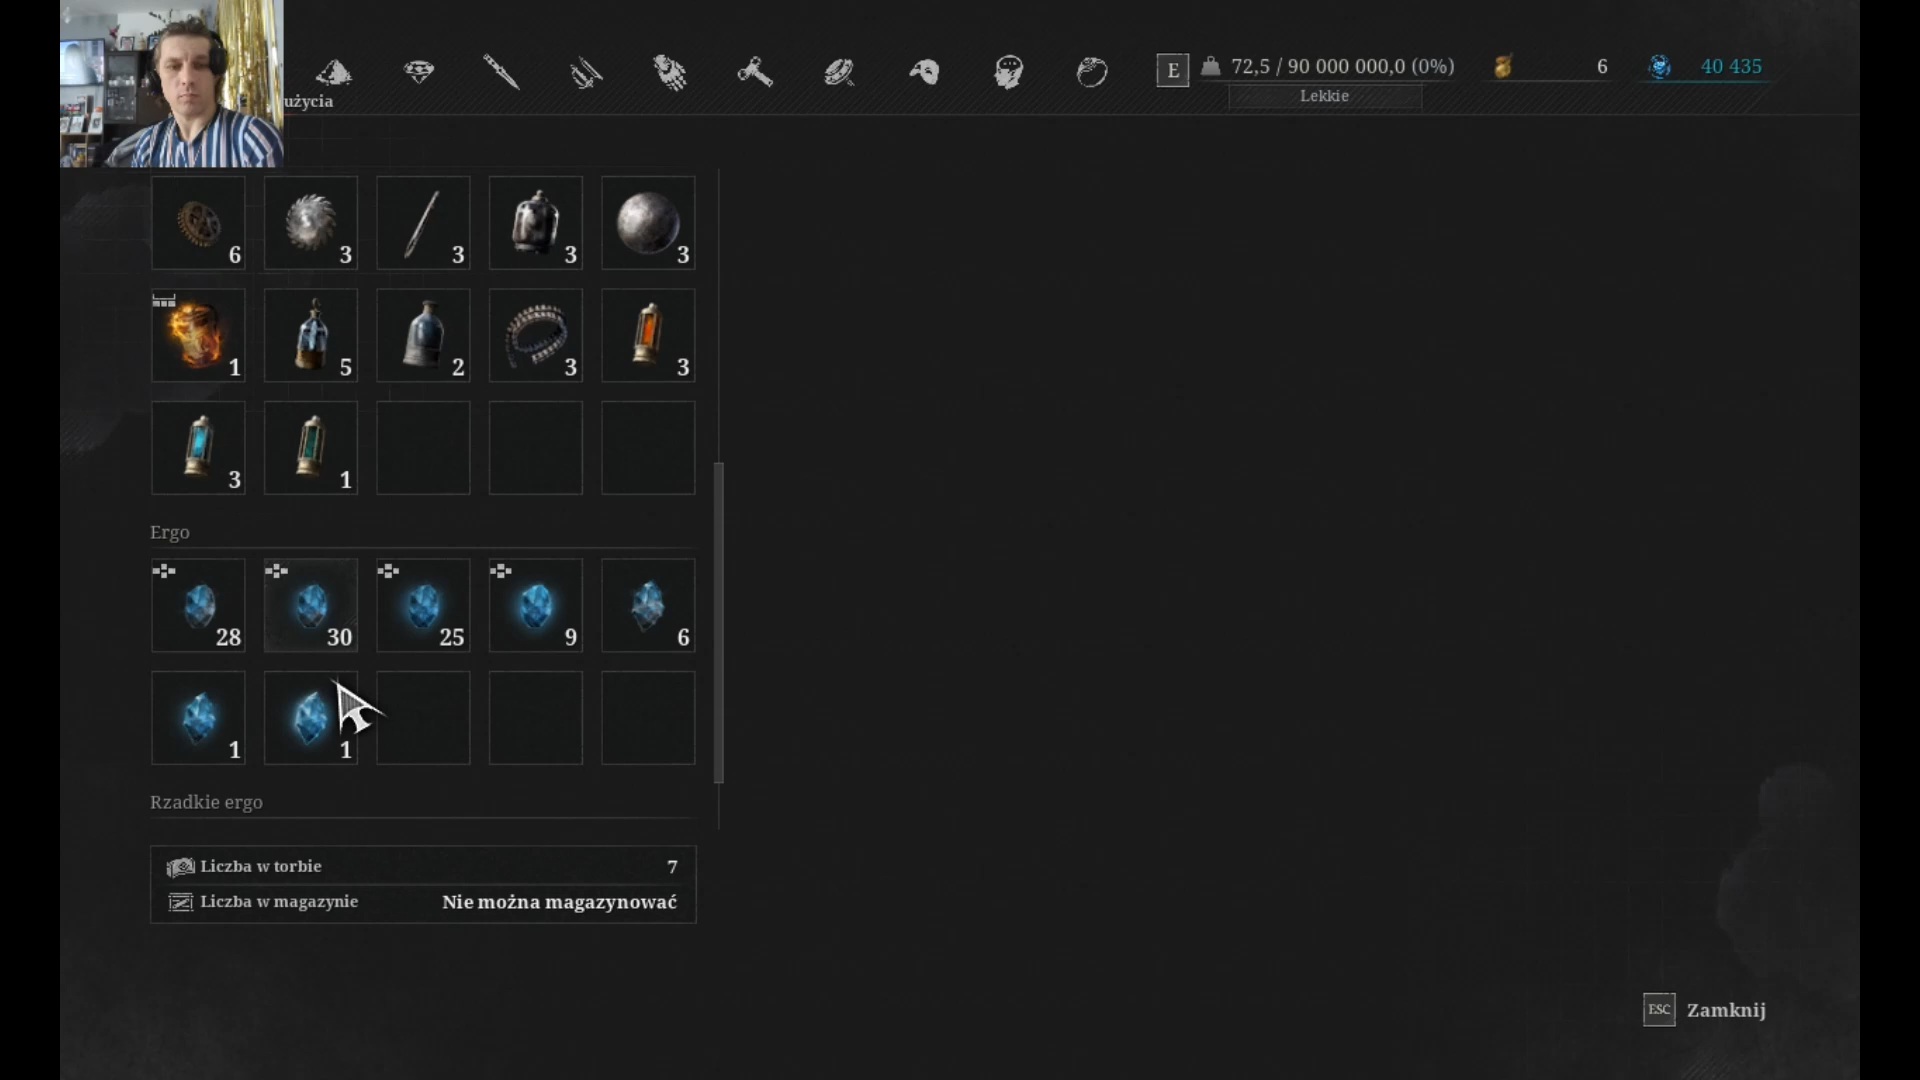 E 72,5 / 90 000 000,0 (0%) 6 40 435
użycia
Lekkie
6 3 3 3 3
1 5 2 3 3
3 1
Ergo
28 30 25 9 6
1 1
Rzadkie ergo
Liczba w torbie 7
Liczba w magazynie Nie można magazynować
ESC Zamknij